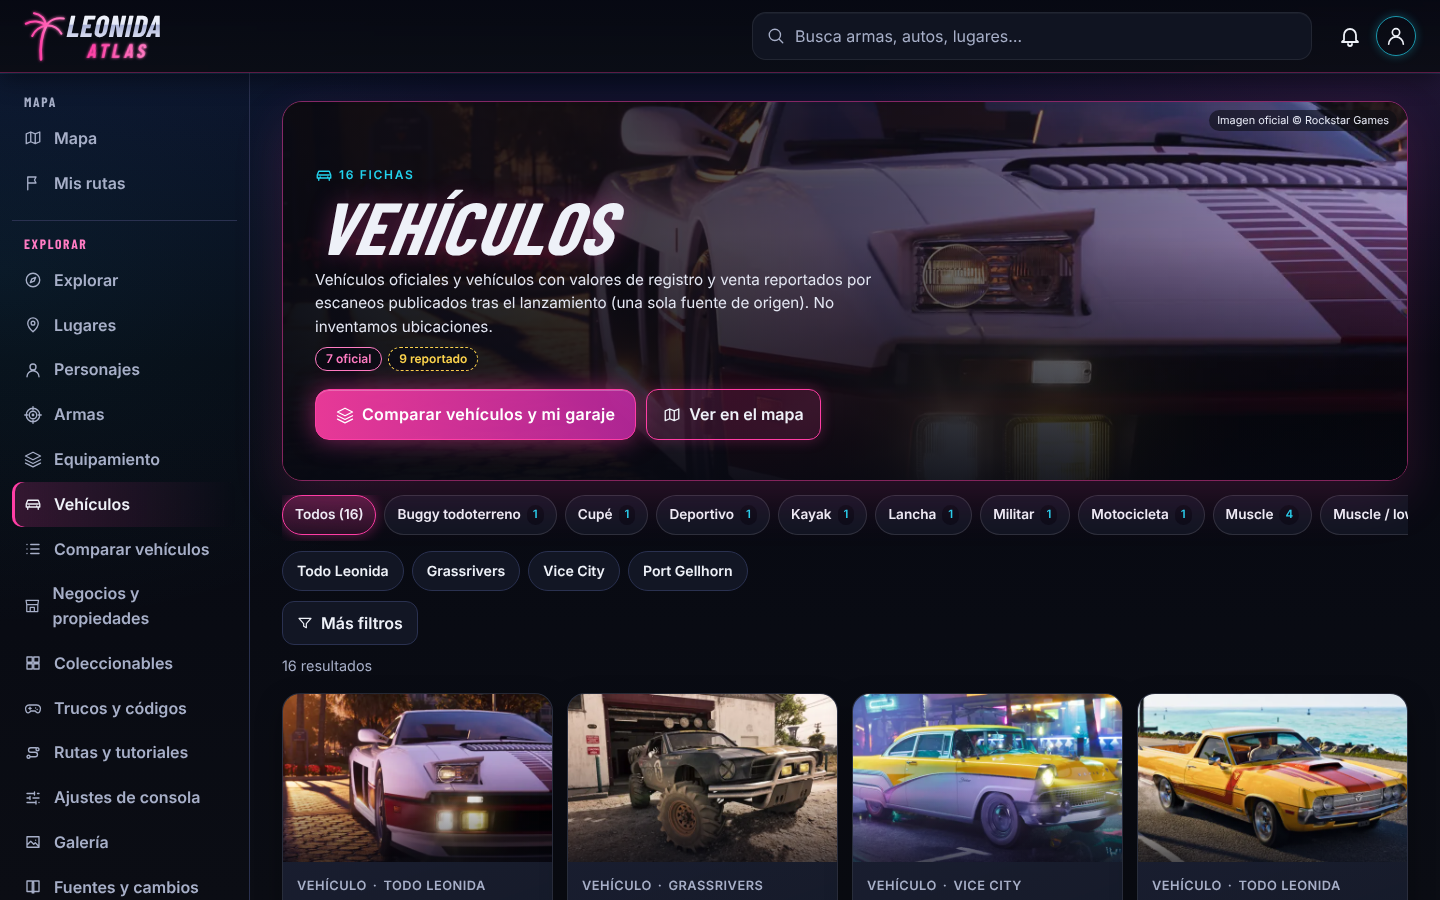 LEONIDA
ATLAS
Busca armas, autos, lugares...
MAPA
Mapa
Mis rutas
EXPLORAR
Explorar
Lugares
Personajes
Armas
Equipamiento
Vehículos
Comparar vehículos
Negocios y
propiedades
Coleccionables
Trucos y códigos
Rutas y tutoriales
Ajustes de consola
Galería
Fuentes y cambios
Imagen oficial © Rockstar Games
16 FICHAS
VEHÍCULOS
Vehículos oficiales y vehículos con valores de registro y venta reportados por
escaneos publicados tras el lanzamiento (una sola fuente de origen). No
inventamos ubicaciones.
7 oficial 9 reportado
Comparar vehículos y mi garaje Ver en el mapa
Todos (16) Buggy todoterreno 1 Cupé 1 Deportivo 1 Kayak 1 Lancha 1 Militar 1 Motocicleta 1 Muscle 4 Muscle /
Todo Leonida Grassrivers Vice City Port Gellhorn
Más filtros
16 resultados
VEHÍCULO · TODO LEONIDA
VEHÍCULO · GRASSRIVERS
VEHÍCULO · VICE CITY
VEHÍCULO · TODO LEONIDA